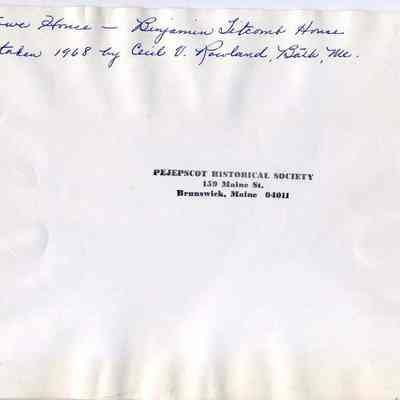 House — Benjamin Titcomb House
taken 1968 by Cecil V. Rowland, Bath, Me.
PEJEPSCOT HISTORICAL SOCIETY
159 Maine St.
Brunswick, Maine 04011